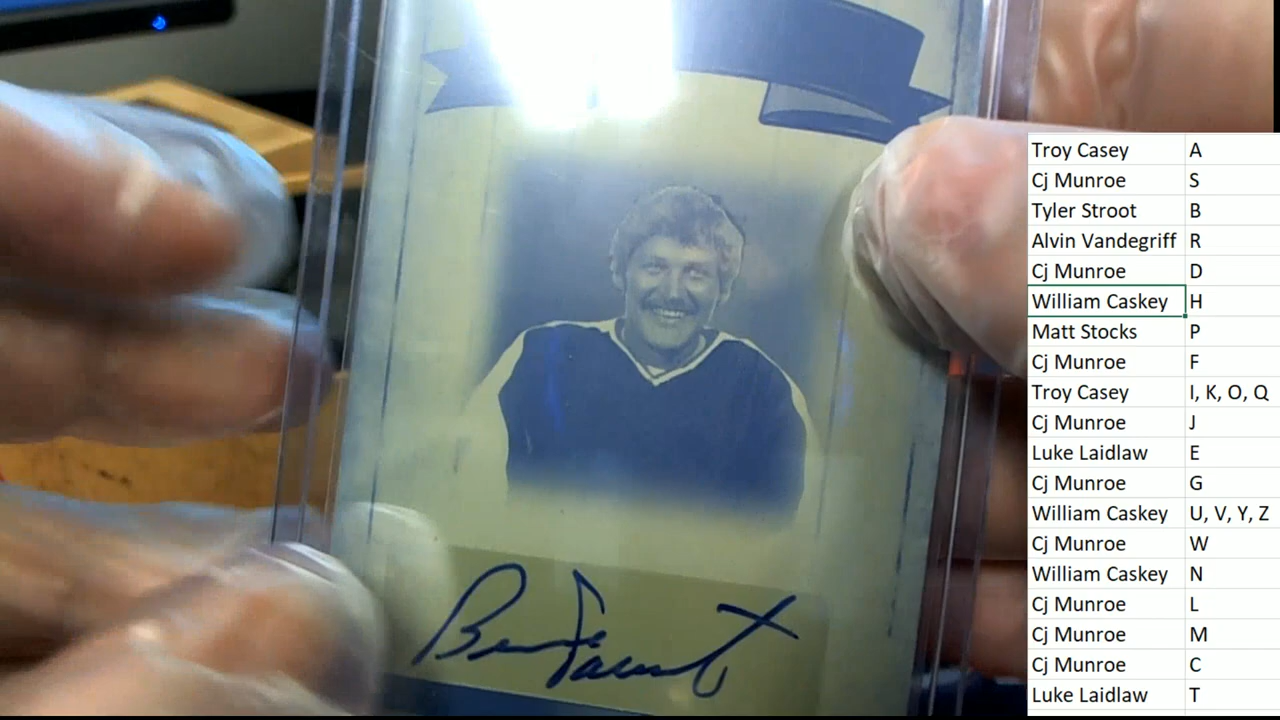 Troy Casey A
Cj Munroe S
Tyler Stroot B
Alvin Vandegriff R
Cj Munroe D
William Caskey H
Matt Stocks P
Cj Munroe F
Troy Casey I, K, O, Q
Cj Munroe J
Luke Laidlaw E
Cj Munroe G
William Caskey U, V, Y, Z
Cj Munroe W
William Caskey N
Cj Munroe L
Cj Munroe M
Cj Munroe C
Luke Laidlaw T
Bernie Parent